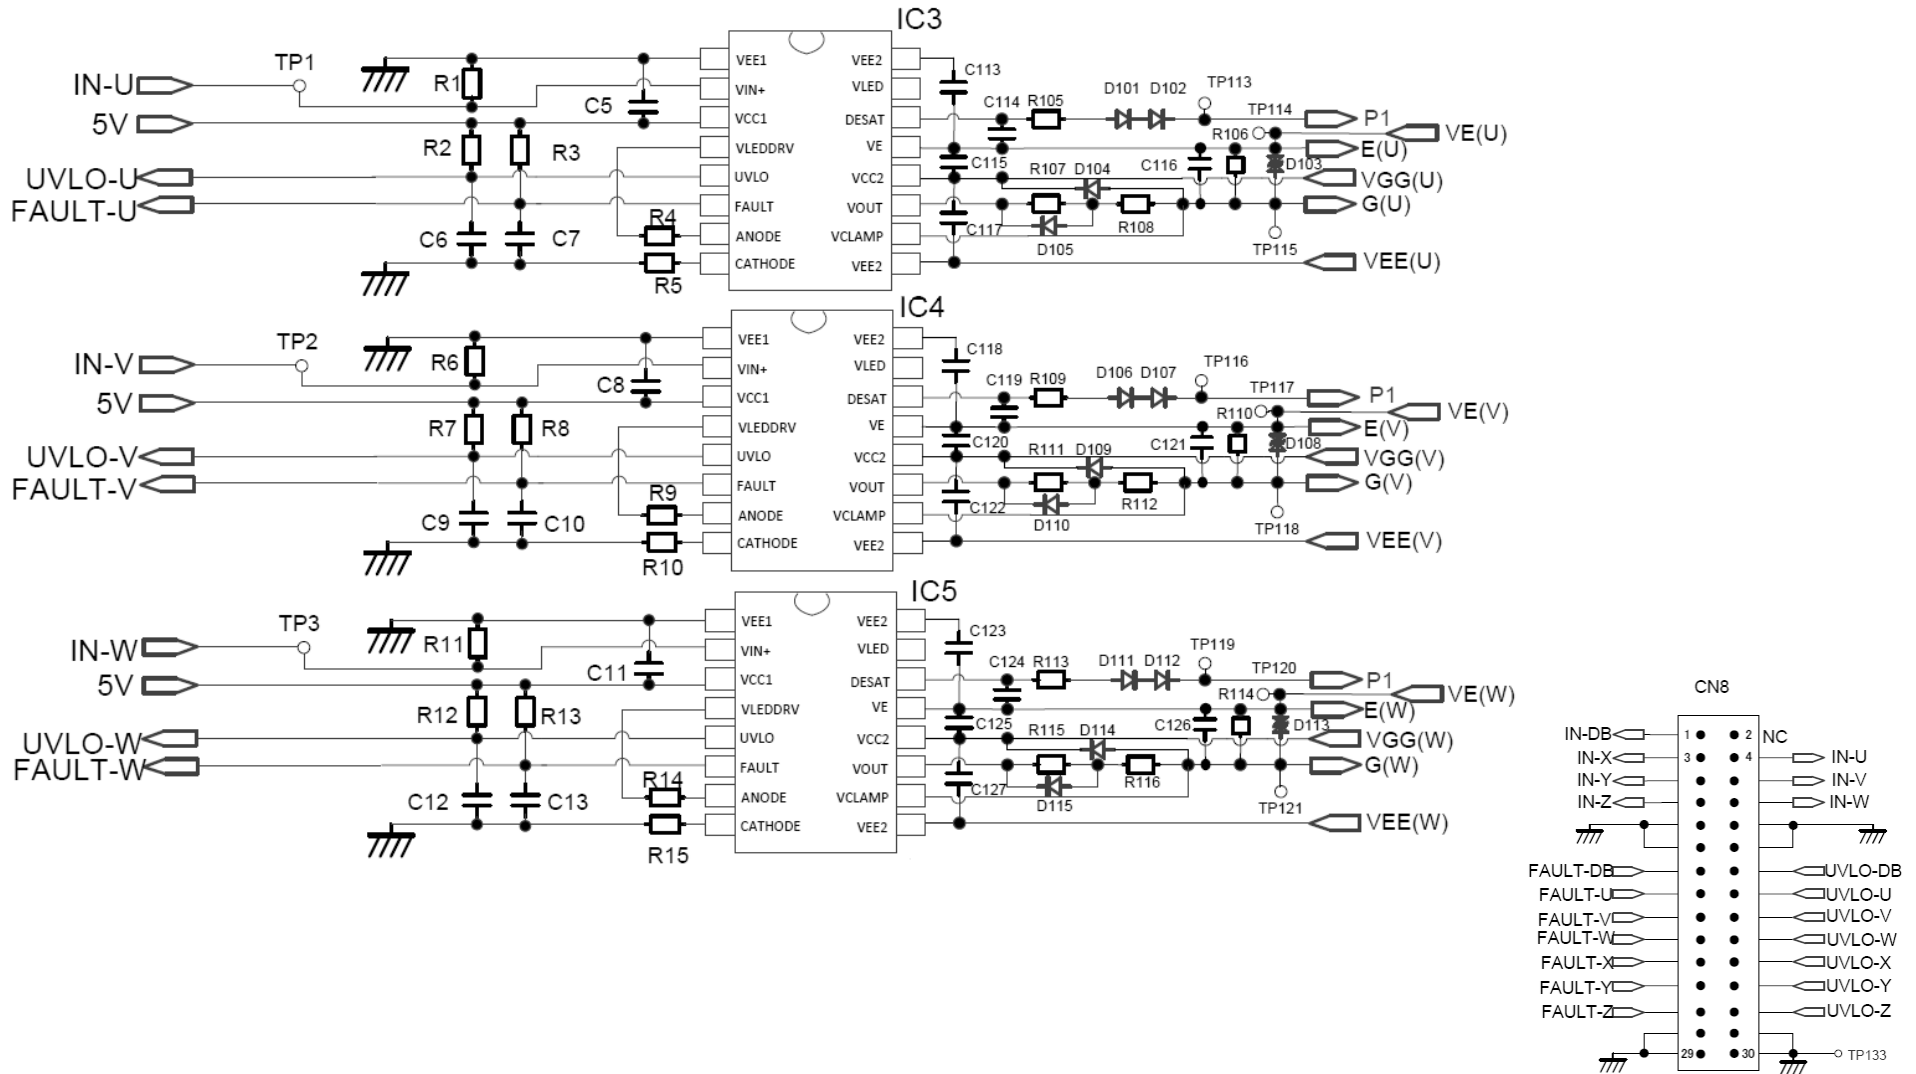 IC3
IN-U
TP1
R1
C5
5V
R2
R3
UVLO-U
FAULT-U
C6
C7
R4
R5
VEE1
VIN+
VCC1
VLEDDRV
UVLO
FAULT
ANODE
CATHODE
VEE2
VLED
DESAT
VE
VCC2
VOUT
VCLAMP
VEE2
C113
C114
R105
D101
D102
TP113
TP114
P1
VE(U)
R106
E(U)
C115
R107
D104
C116
D103
VGG(U)
G(U)
C117
D105
R108
TP115
VEE(U)
IC4
IN-V
TP2
R6
C8
5V
R7
R8
UVLO-V
FAULT-V
C9
C10
R9
R10
VEE1
VIN+
VCC1
VLEDDRV
UVLO
FAULT
ANODE
CATHODE
VEE2
VLED
DESAT
VE
VCC2
VOUT
VCLAMP
VEE2
C118
C119
R109
D106
D107
TP116
TP117
P1
VE(V)
R110
E(V)
C120
R111
D109
C121
D108
VGG(V)
G(V)
C122
D110
R112
TP118
VEE(V)
IC5
IN-W
TP3
R11
C11
5V
R12
R13
UVLO-W
FAULT-W
C12
C13
R14
R15
VEE1
VIN+
VCC1
VLEDDRV
UVLO
FAULT
ANODE
CATHODE
VEE2
VLED
DESAT
VE
VCC2
VOUT
VCLAMP
VEE2
C123
C124
R113
D111
D112
TP119
TP120
P1
VE(W)
R114
E(W)
C125
R115
D114
C126
D113
VGG(W)
G(W)
C127
D115
R116
TP121
VEE(W)
CN8
IN-DB
1
2
NC
IN-X
3
4
IN-U
IN-Y
IN-V
IN-Z
IN-W
FAULT-DB
UVLO-DB
FAULT-U
UVLO-U
FAULT-V
UVLO-V
FAULT-W
UVLO-W
FAULT-X
UVLO-X
FAULT-Y
UVLO-Y
FAULT-Z
UVLO-Z
29
30
TP133